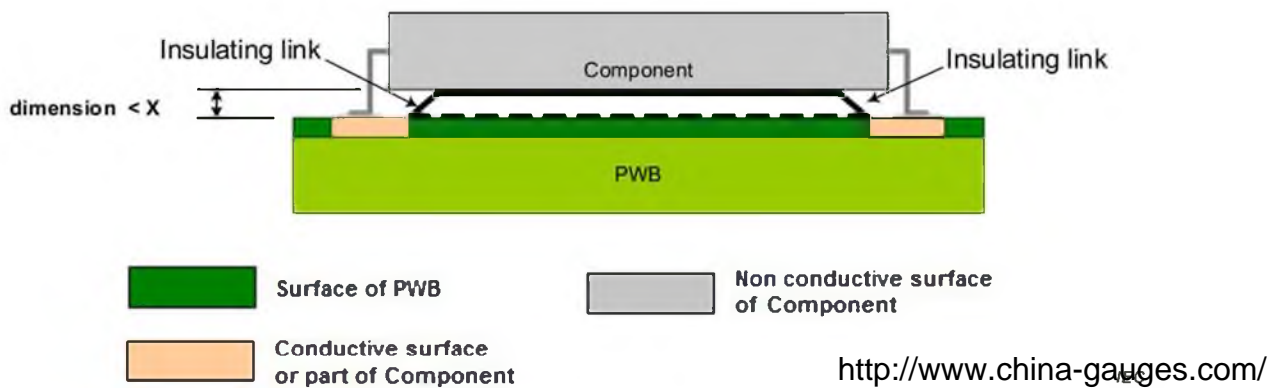 Insulating link
Insulating link
Component
dimension < X
PWB
Surface of PWB
Non conductive surface
of Component
Conductive surface
or part of Component
http://www.china-gauges.com/